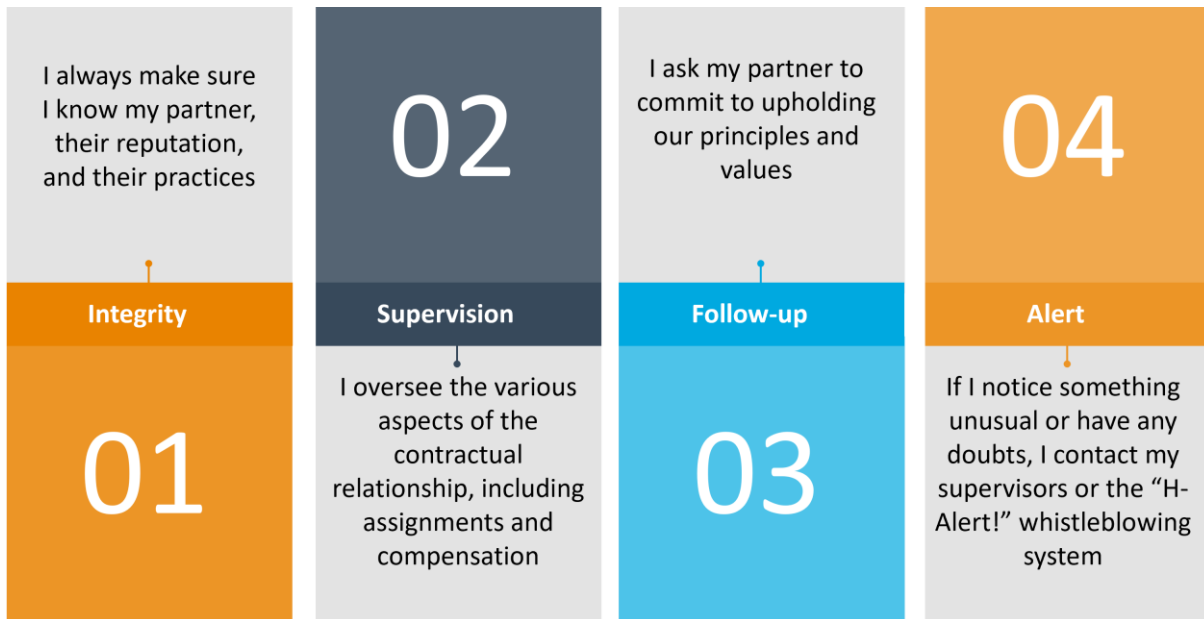 I always make sure
I know my partner,
their reputation,
and their practices
Integrity
01
02
Supervision
I oversee the various
aspects of the
contractual
relationship, including
assignments and
compensation
I ask my partner to
commit to upholding
our principles and
values
Follow-up
03
04
Alert
If I notice something
unusual or have any
doubts, I contact my
supervisors or the “H-
Alert!” whistleblowing
system